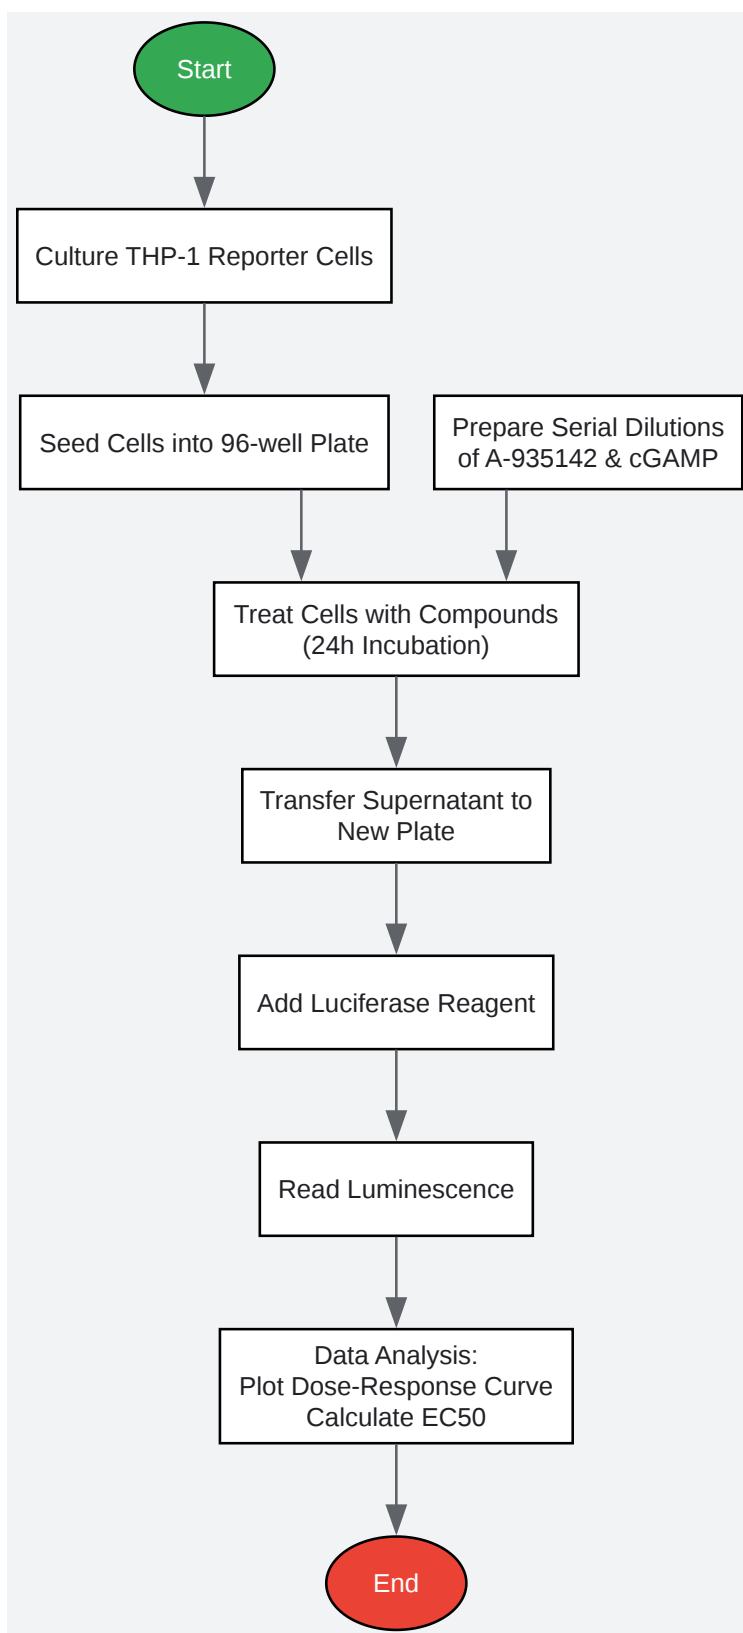 Start
Culture THP-1 Reporter Cells
Seed Cells into 96-well Plate
Prepare Serial Dilutions
of A-935142 & cGAMP
Treat Cells with Compounds
(24h Incubation)
Transfer Supernatant to
New Plate
Add Luciferase Reagent
Read Luminescence
Data Analysis:
Plot Dose-Response Curve
Calculate EC50
End